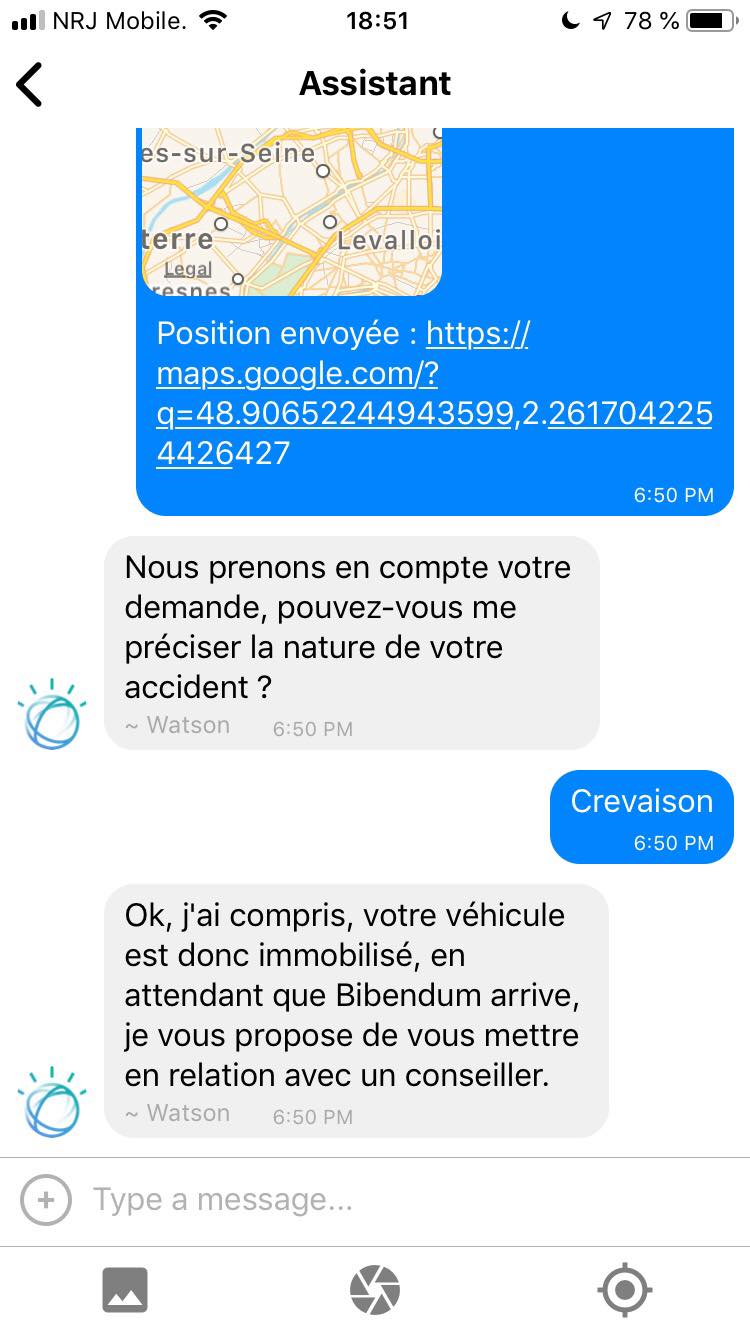 NRJ Mobile. 18:51 78 %
Assistant
es-sur-Seine
terre
Levalloi
Legal
resnes
Position envoyée : https://
maps.google.com/?
q=48.90652244943599,2.261704225
4426427
6:50 PM
Nous prenons en compte votre
demande, pouvez-vous me
préciser la nature de votre
accident ?
~ Watson 6:50 PM
Crevaison
6:50 PM
Ok, j'ai compris, votre véhicule
est donc immobilisé, en
attendant que Bibendum arrive,
je vous propose de vous mettre
en relation avec un conseiller.
~ Watson 6:50 PM
Type a message...